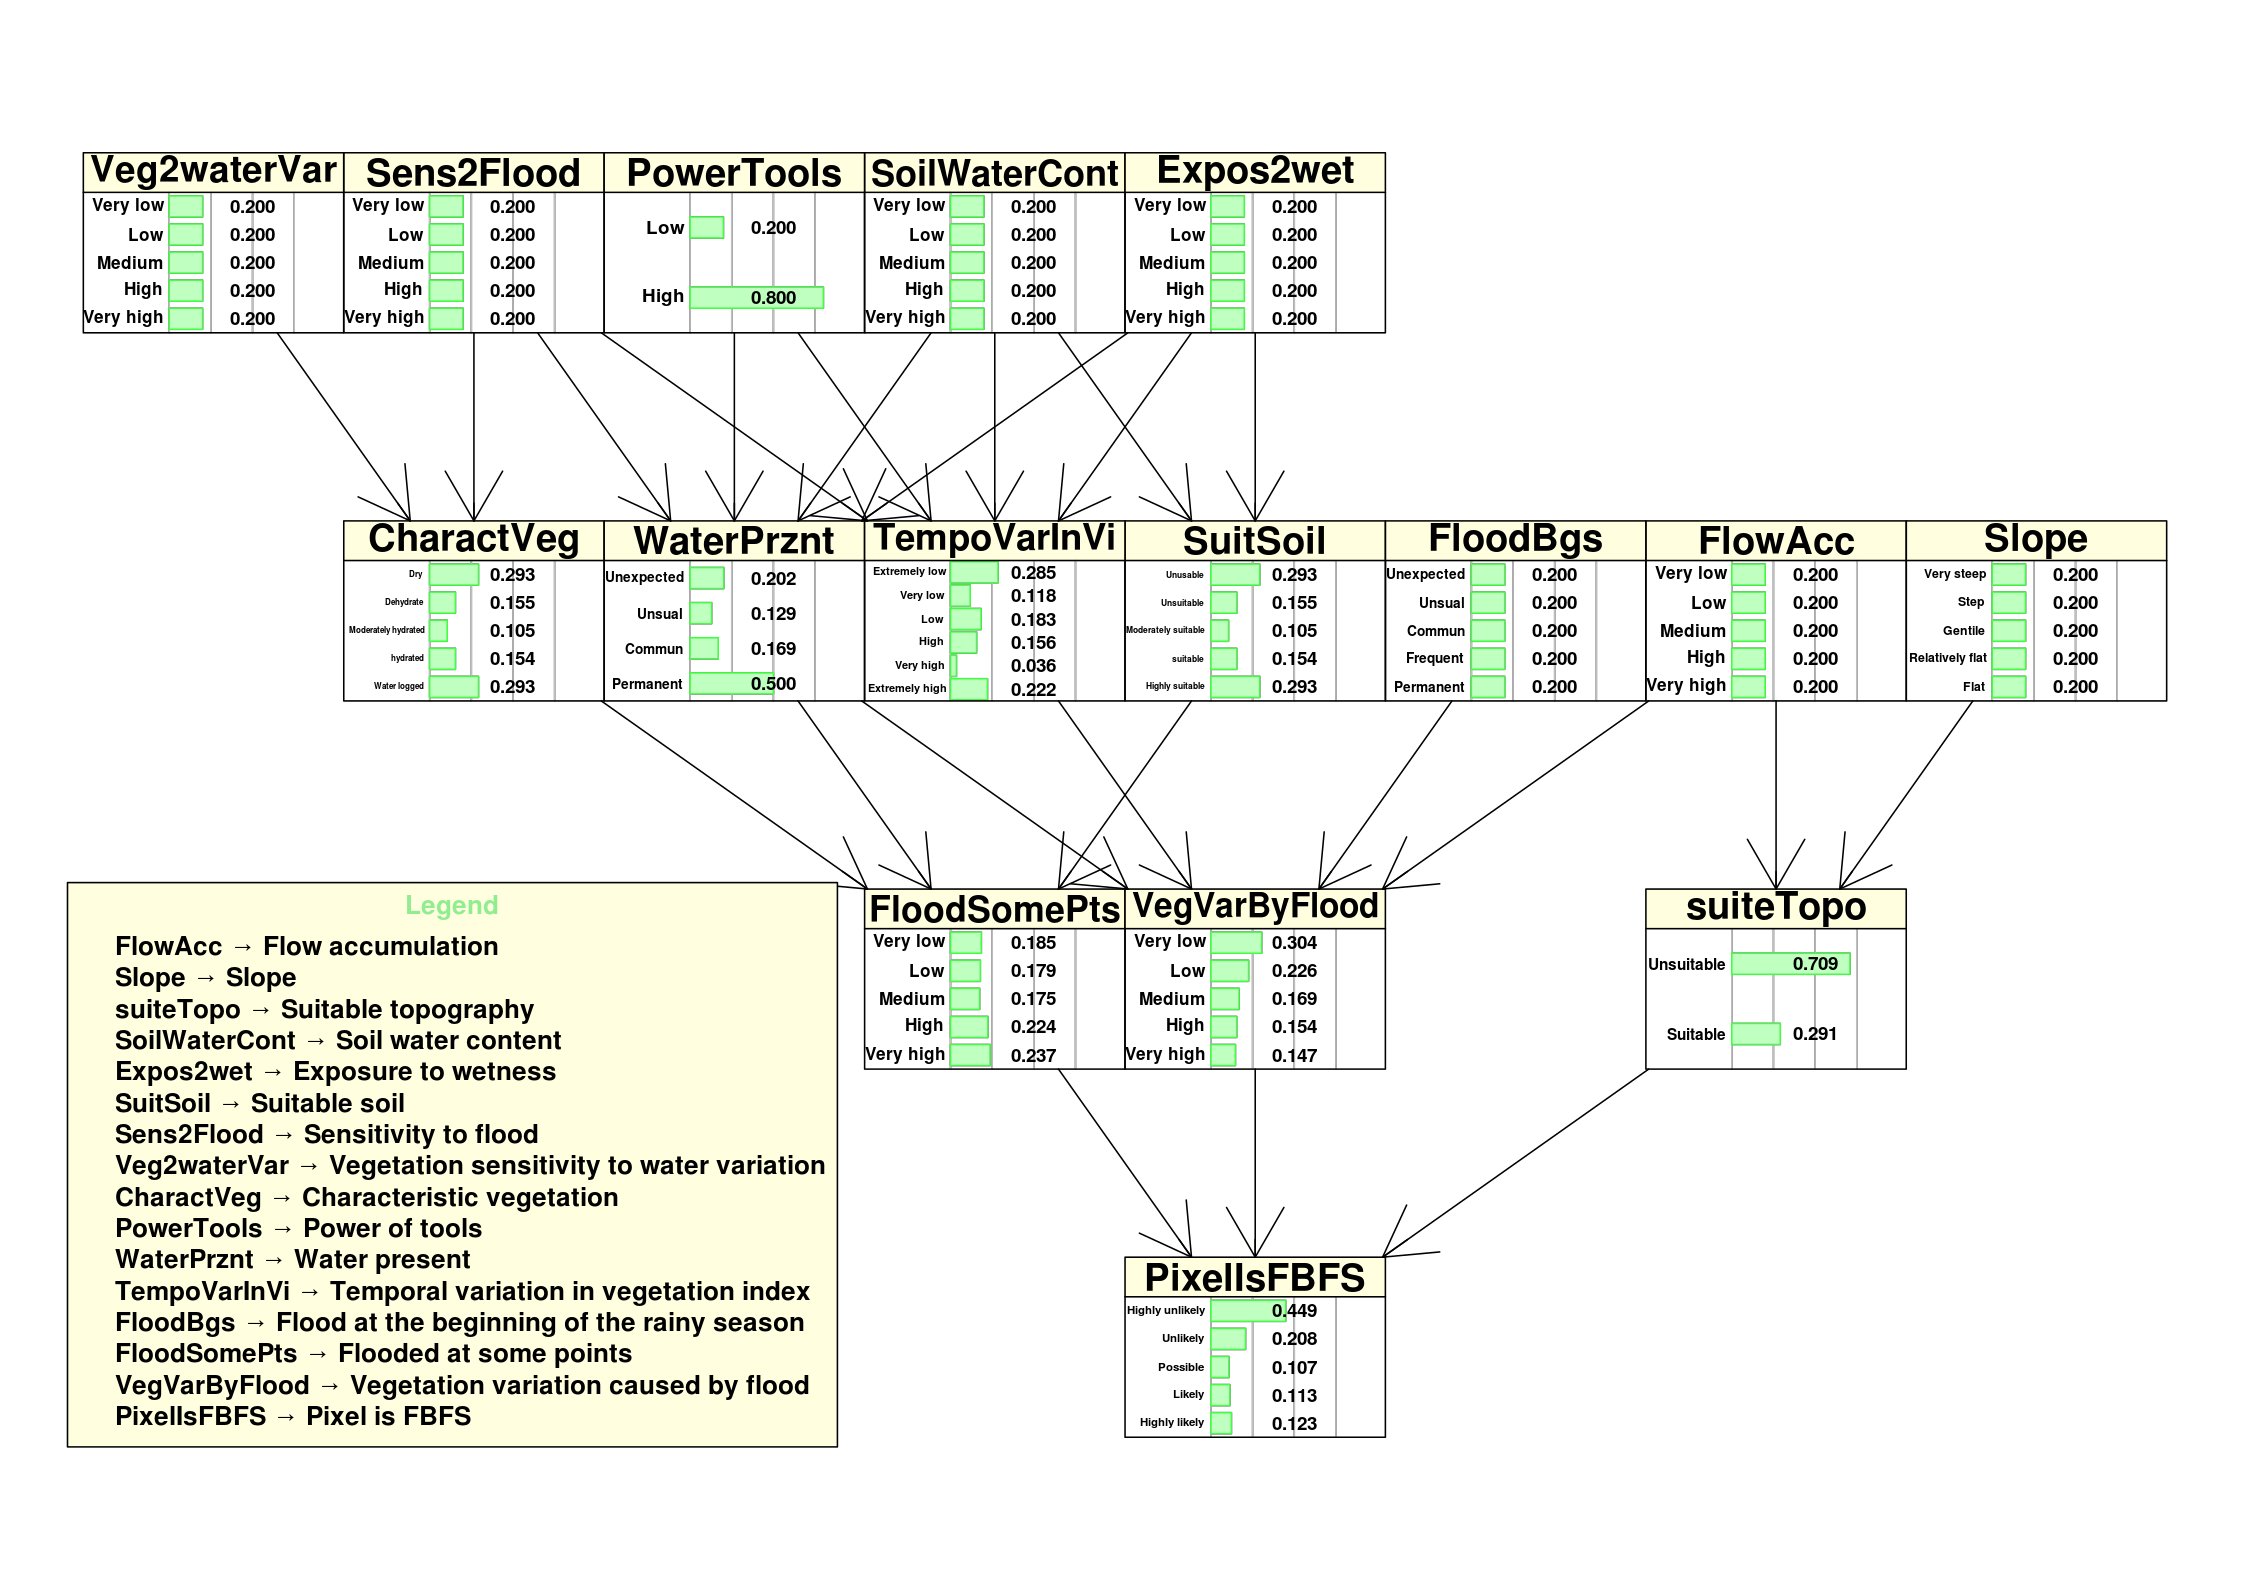 Veg2waterVar
Very low 0.200
Low 0.200
Medium 0.200
High 0.200
Very high 0.200
Sens2Flood
Very low 0.200
Low 0.200
Medium 0.200
High 0.200
Very high 0.200
PowerTools
Low 0.200
High 0.800
SoilWaterCont
Very low 0.200
Low 0.200
Medium 0.200
High 0.200
Very high 0.200
Expos2wet
Very low 0.200
Low 0.200
Medium 0.200
High 0.200
Very high 0.200
CharactVeg
Dry 0.293
Dehydrate 0.155
Moderately hydrated 0.105
hydrated 0.154
Water logged 0.293
WaterPrznt
Unexpected 0.202
Unsual 0.129
Commun 0.169
Permanent 0.500
TempoVarInVi
Extremely low 0.285
Very low 0.118
Low 0.183
High 0.156
Very high 0.036
Extremely high 0.222
SuitSoil
Unusable 0.293
Unsuitable 0.155
Moderately suitable 0.105
suitable 0.154
Highly suitable 0.293
FloodBgs
Unexpected 0.200
Unsual 0.200
Commun 0.200
Frequent 0.200
Permanent 0.200
FlowAcc
Very low 0.200
Low 0.200
Medium 0.200
High 0.200
Very high 0.200
Slope
Very steep 0.200
Step 0.200
Gentile 0.200
Relatively flat 0.200
Flat 0.200
FloodSomePts
Very low 0.185
Low 0.179
Medium 0.175
High 0.224
Very high 0.237
VegVarByFlood
Very low 0.304
Low 0.226
Medium 0.169
High 0.154
Very high 0.147
suiteTopo
Unsuitable 0.709
Suitable 0.291
PixelIsFBFS
Highly unlikely 0.449
Unlikely 0.208
Possible 0.107
Likely 0.113
Highly likely 0.123
Legend
FlowAcc → Flow accumulation
Slope → Slope
suiteTopo → Suitable topography
SoilWaterCont → Soil water content
Expos2wet → Exposure to wetness
SuitSoil → Suitable soil
Sens2Flood → Sensitivity to flood
Veg2waterVar → Vegetation sensitivity to water variation
CharactVeg → Characteristic vegetation
PowerTools → Power of tools
WaterPrznt → Water present
TempoVarInVi → Temporal variation in vegetation index
FloodBgs → Flood at the beginning of the rainy season
FloodSomePts → Flooded at some points
VegVarByFlood → Vegetation variation caused by flood
PixelIsFBFS → Pixel is FBFS